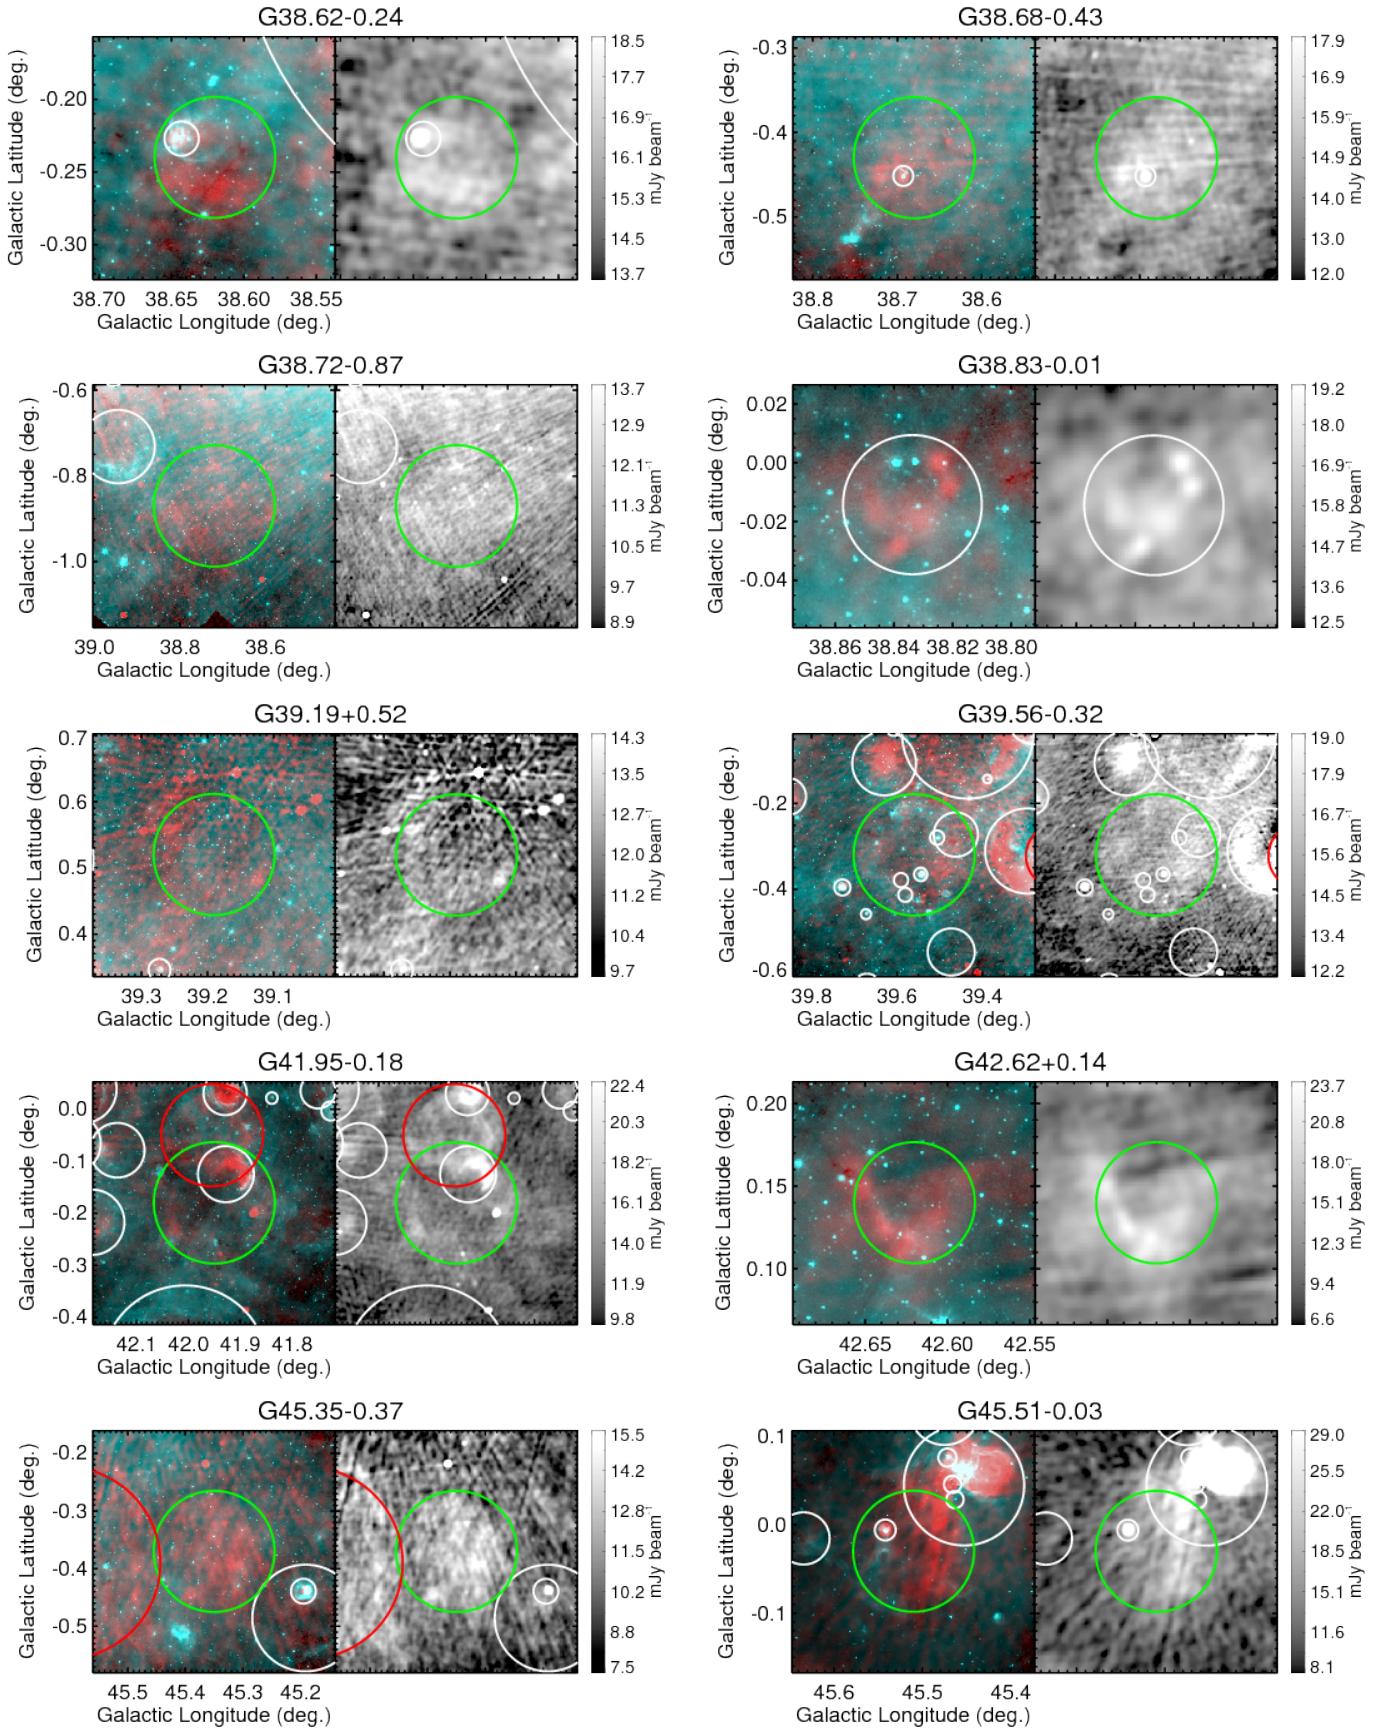 G38.62-0.24
Galactic Latitude (deg.)
-0.20
-0.25
-0.30
38.70 38.65 38.60 38.55
Galactic Longitude (deg.)
18.5
17.7
16.9
16.1
15.3
14.5
13.7
mJy beam-1
G38.68-0.43
Galactic Latitude (deg.)
-0.3
-0.4
-0.5
38.8 38.7 38.6
Galactic Longitude (deg.)
17.9
16.9
15.9
14.9
14.0
13.0
12.0
mJy beam-1
G38.72-0.87
Galactic Latitude (deg.)
-0.6
-0.8
-1.0
39.0 38.8 38.6
Galactic Longitude (deg.)
13.7
12.9
12.1
11.3
10.5
9.7
8.9
mJy beam-1
G38.83-0.01
Galactic Latitude (deg.)
0.02
0.00
-0.02
-0.04
38.86 38.84 38.82 38.80
Galactic Longitude (deg.)
19.2
18.0
16.9
15.8
14.7
13.6
12.5
mJy beam-1
G39.19+0.52
Galactic Latitude (deg.)
0.7
0.6
0.5
0.4
39.3 39.2 39.1
Galactic Longitude (deg.)
14.3
13.5
12.7
12.0
11.2
10.4
9.7
mJy beam-1
G39.56-0.32
Galactic Latitude (deg.)
-0.2
-0.4
-0.6
39.8 39.6 39.4
Galactic Longitude (deg.)
19.0
17.9
16.7
15.6
14.5
13.4
12.2
mJy beam-1
G41.95-0.18
Galactic Latitude (deg.)
0.0
-0.1
-0.2
-0.3
-0.4
42.1 42.0 41.9 41.8
Galactic Longitude (deg.)
22.4
20.3
18.2
16.1
14.0
11.9
9.8
mJy beam-1
G42.62+0.14
Galactic Latitude (deg.)
0.20
0.15
0.10
42.65 42.60 42.55
Galactic Longitude (deg.)
23.7
20.8
18.0
15.1
12.3
9.4
6.6
mJy beam-1
G45.35-0.37
Galactic Latitude (deg.)
-0.2
-0.3
-0.4
-0.5
45.5 45.4 45.3 45.2
Galactic Longitude (deg.)
15.5
14.2
12.8
11.5
10.2
8.8
7.5
mJy beam-1
G45.51-0.03
Galactic Latitude (deg.)
0.1
0.0
-0.1
45.6 45.5 45.4
Galactic Longitude (deg.)
29.0
25.5
22.0
18.5
15.1
11.6
8.1
mJy beam-1